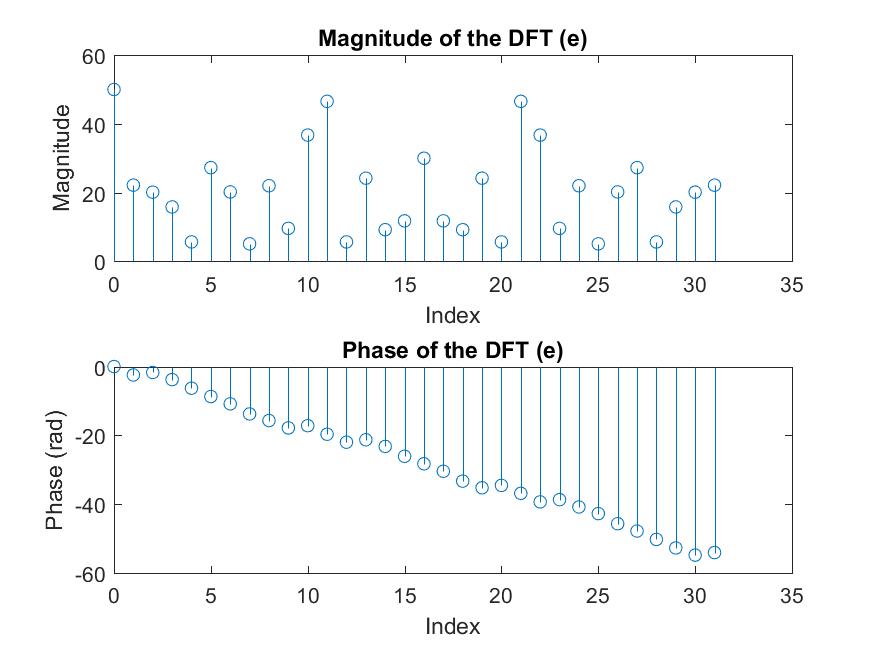 Magnitude of the DFT (e)
60
40
20
0
Magnitude
0 5 10 15 20 25 30 35
Index
Phase of the DFT (e)
0
-20
-40
-60
Phase (rad)
0 5 10 15 20 25 30 35
Index